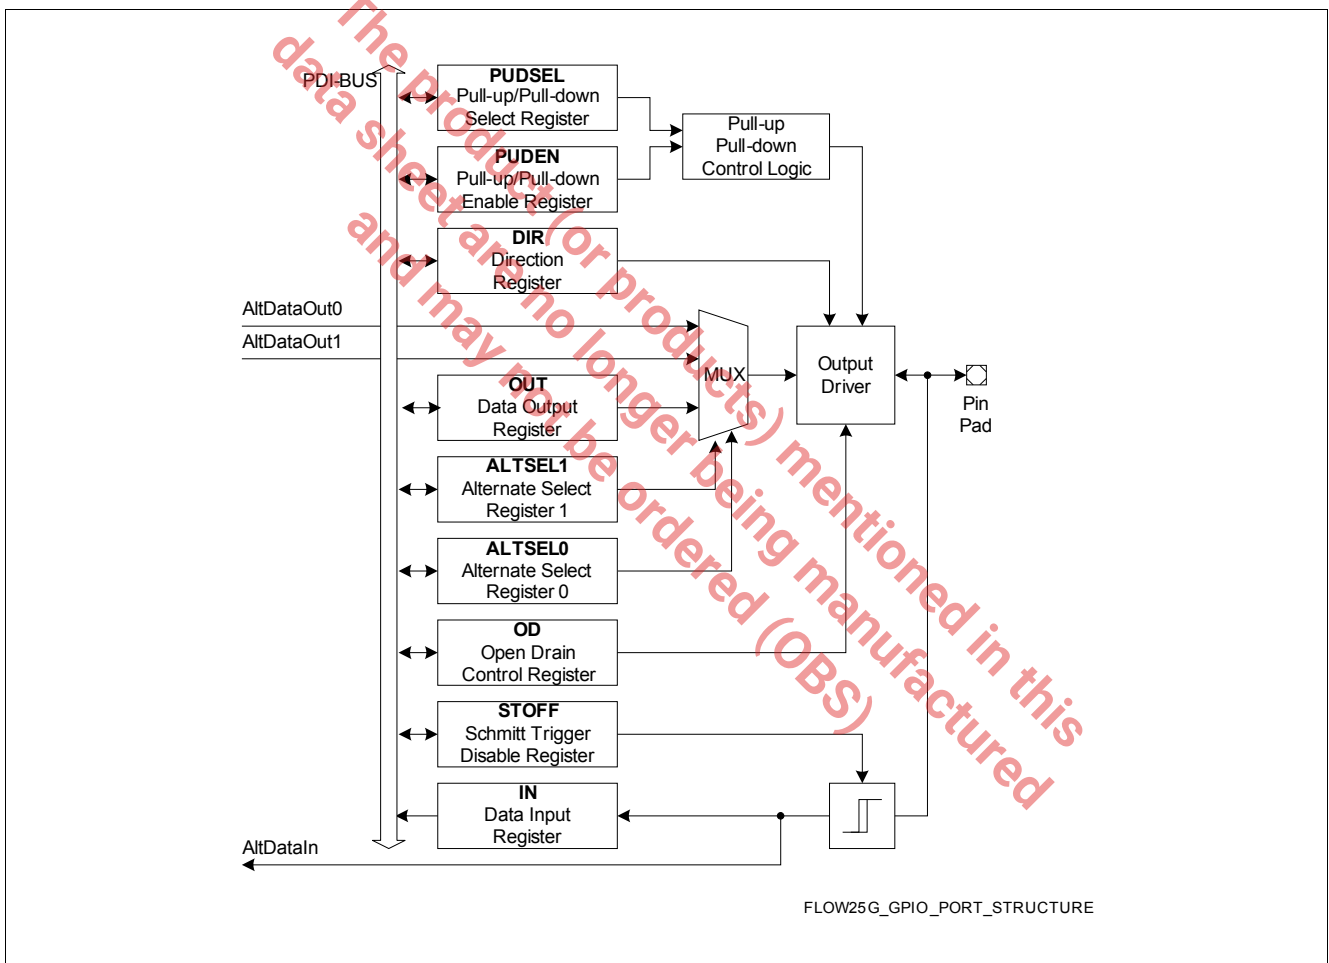 The product (or products) mentioned in this
data sheet are no longer being manufactured
and may not be ordered (OBS)
PDI-BUS
PUDSEL
Pull-up/Pull-down
Select Register
Pull-up
Pull-down
Control Logic
PUDEN
Pull-up/Pull-down
Enable Register
DIR
Direction
Register
AltDataOut0
AltDataOut1
MUX
Output
Driver
Pin
Pad
OUT
Data Output
Register
ALTSEL1
Alternate Select
Register 1
ALTSEL0
Alternate Select
Register 0
OD
Open Drain
Control Register
STOFF
Schmitt Trigger
Disable Register
IN
Data Input
Register
AltDataIn
FLOW25G_GPIO_PORT_STRUCTURE